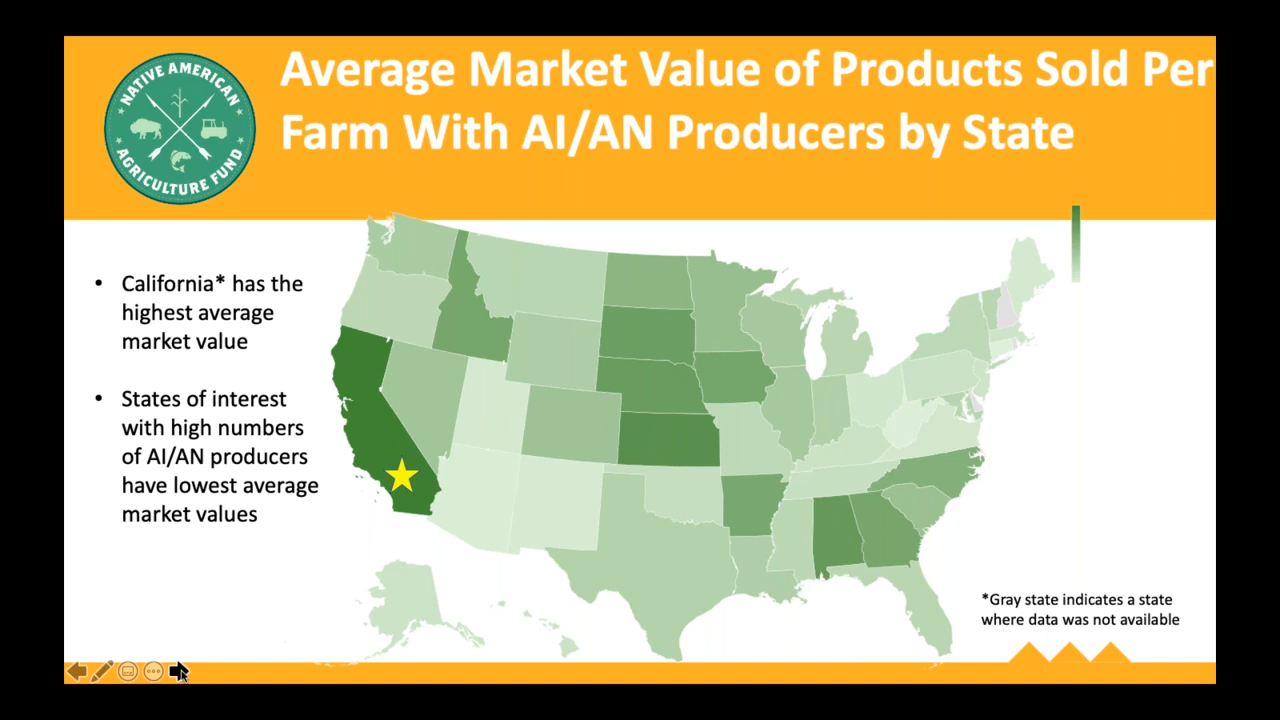 NATIVE AMERICAN
AGRICULTURE FUND
Average Market Value of Products Sold Per
Farm With AI/AN Producers by State
• California* has the
highest average
market value
• States of interest
with high numbers
of AI/AN producers
have lowest average
market values
*Gray state indicates a state
where data was not available